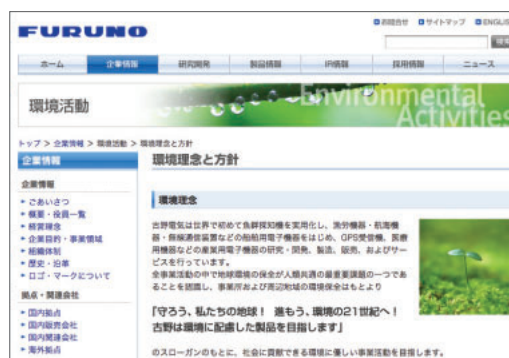 FURUNO
お問合せ サイトマップ ENGLIS
検索
ホーム 企業情報 研究開発 製品情報 IR情報 採用情報 ニュース
環境活動
Environmental
Activities
トップ > 企業情報 > 環境活動 > 環境理念と方針
企業情報
環境理念と方針
企業情報
ごあいさつ
概要・役員一覧
経営理念
企業目的・事業領域
組織体制
歴史・沿革
ロゴ・マークについて
拠点・関連会社
国内拠点
国内販売会社
国内関連会社
海外拠点
環境理念
古野電気は世界で初めて魚群探知機を実用化し、漁労機器・航海機
器・無線通信装置などの舶用電子機器をはじめ、GPS受信機、医療
用機器などの産業用電子機器の研究・開発、製造、販売、およびサー
ビスを行っています。
全事業活動の中で地球環境の保全が人類共通の最重要課題の一つであ
ることを認識し、事業所および周辺地域の環境保全はもとより
「守ろう、私たちの地球！ 進もう、環境の21世紀へ！
古野は環境に配慮した製品を目指します」
のスローガンのもとに、社会に貢献できる環境に優しい事業活動を目指します。